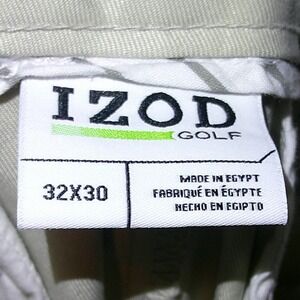 IZOD
GOLF
32X30
MADE IN EGYPT
FABRIQUÉ EN ÉGYPTE
HECHO EN EGIPTO